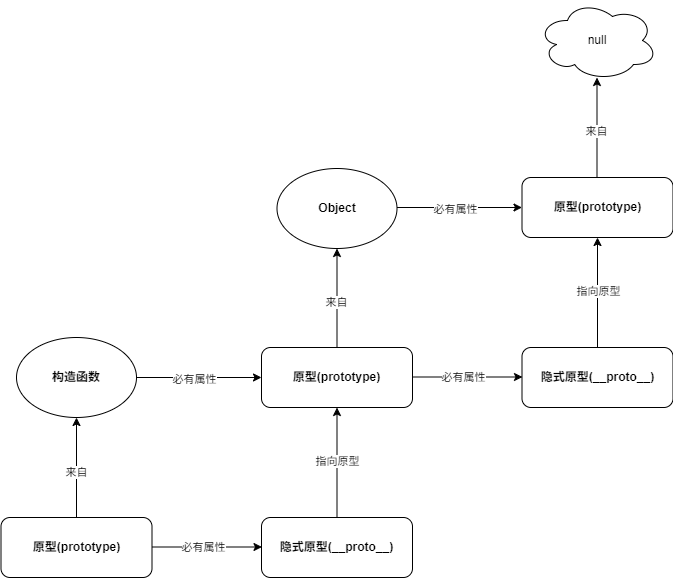 null
来自
Object
必有属性
原型(prototype)
来自
指向原型
构造函数
必有属性
原型(prototype)
必有属性
隐式原型(__proto__)
来自
指向原型
原型(prototype)
必有属性
隐式原型(__proto__)